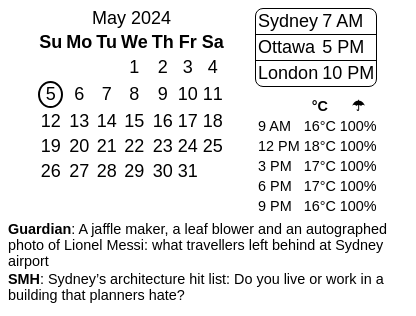 May 2024
Su Mo Tu We Th Fr Sa
1 2 3 4
5 6 7 8 9 10 11
12 13 14 15 16 17 18
19 20 21 22 23 24 25
26 27 28 29 30 31
Sydney 7 AM
Ottawa 5 PM
London 10 PM
°C ☂
9 AM 16°C 100%
12 PM 18°C 100%
3 PM 17°C 100%
6 PM 17°C 100%
9 PM 16°C 100%
Guardian: A jaffle maker, a leaf blower and an autographed
photo of Lionel Messi: what travellers left behind at Sydney
airport
SMH: Sydney’s architecture hit list: Do you live or work in a
building that planners hate?